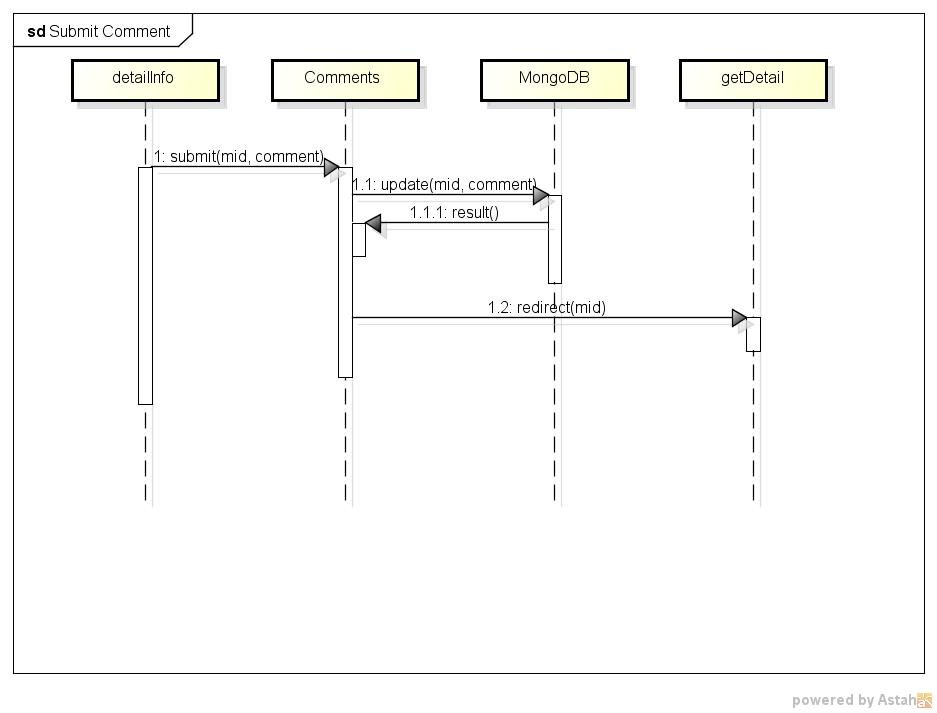 sd Submit Comment
detailInfo
Comments
MongoDB
getDetail
1: submit(mid, comment)
1.1: update(mid, comment)
1.1.1: result()
1.2: redirect(mid)
powered by Astah